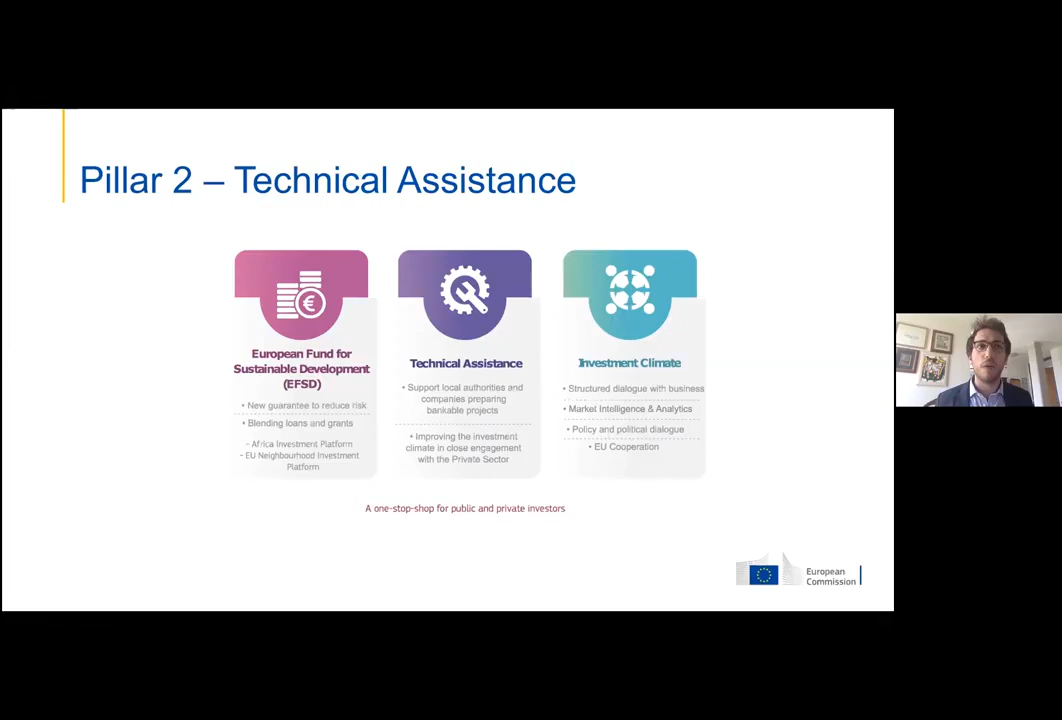 Pillar 2 – Technical Assistance
European Fund for
Sustainable Development
(EFSD)
• New guarantee to reduce risk
• Blending loans and grants
- Africa Investment Platform
- EU Neighbourhood Investment
Platform
Technical Assistance
• Support local authorities and
companies preparing
bankable projects
• Improving the investment
climate in close engagement
with the Private Sector
Investment Climate
• Structured dialogue with business
• Market Intelligence & Analytics
• Policy and political dialogue
• EU Cooperation
A one-stop-shop for public and private investors
European
Commission